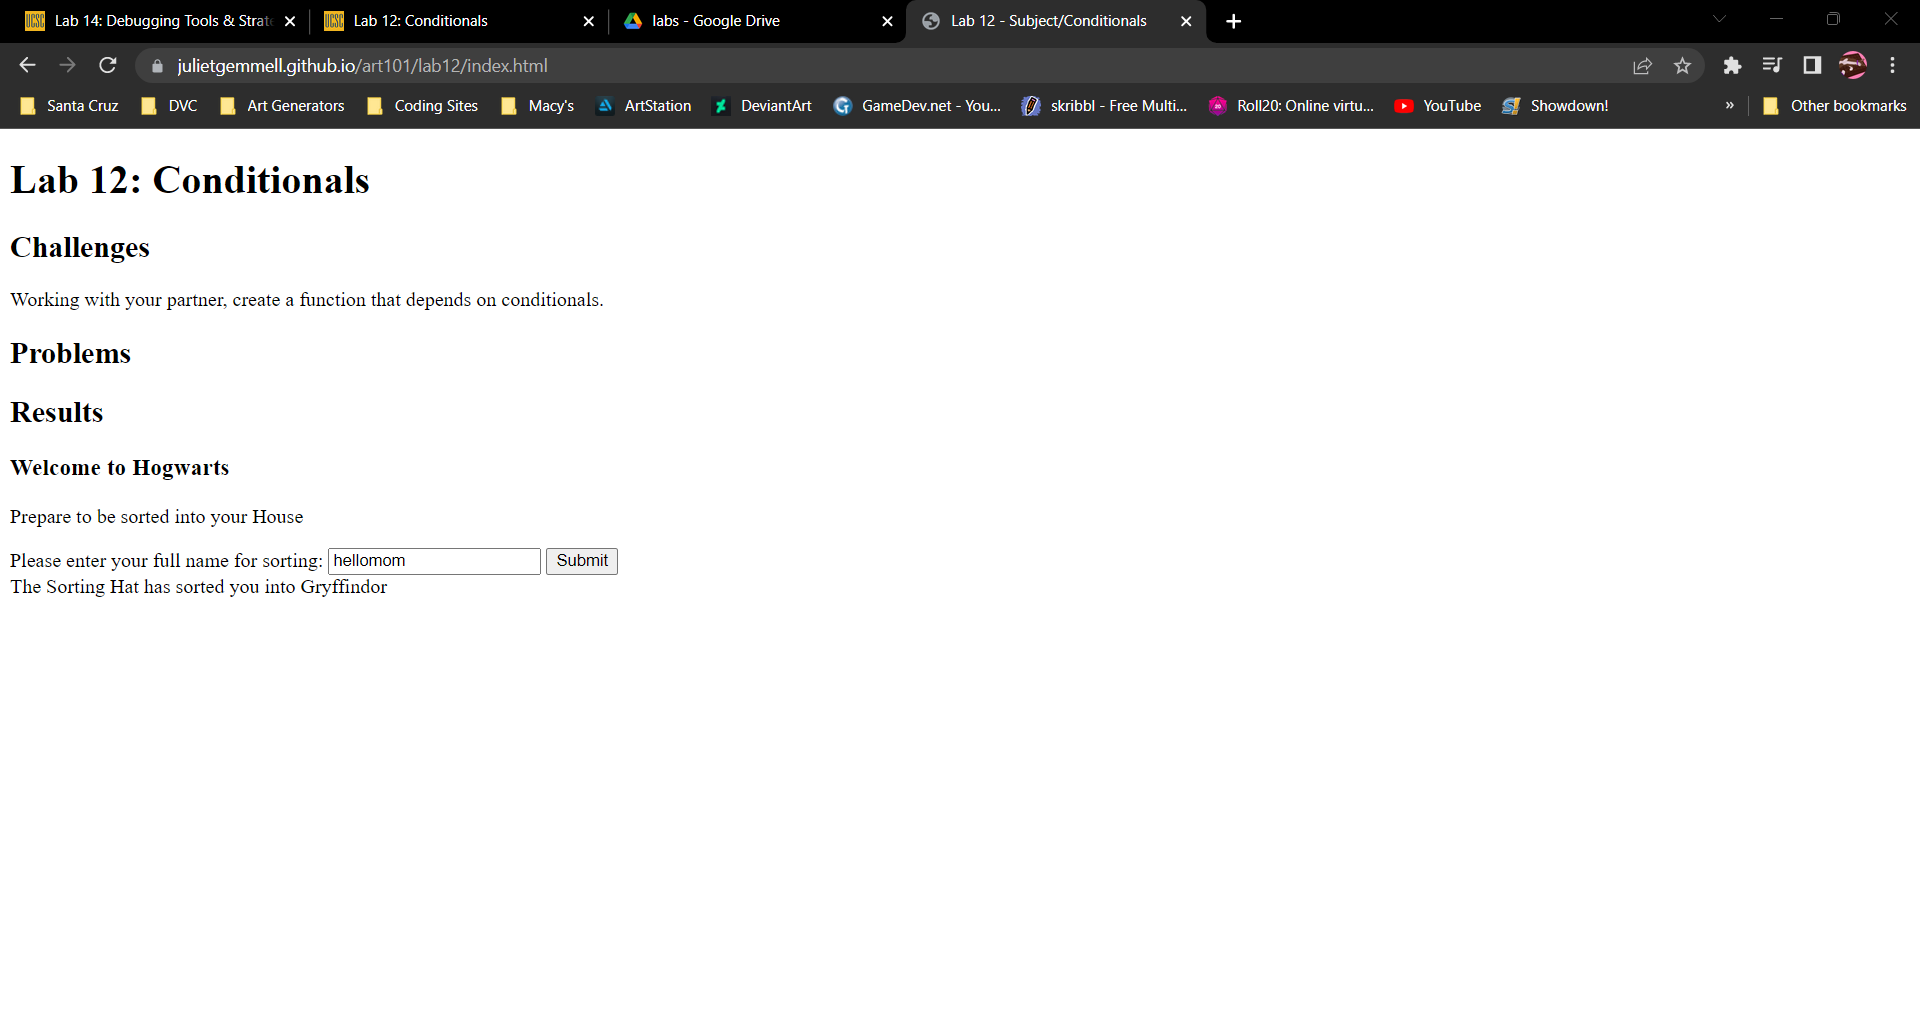 Lab 14: Debugging Tools & Strate
Lab 12: Conditionals
labs - Google Drive
Lab 12 - Subject/Conditionals
julietgemmell.github.io/art101/lab12/index.html
Santa Cruz
DVC
Art Generators
Coding Sites
Macy's
ArtStation
DeviantArt
GameDev.net - You...
skribbl - Free Multi...
Roll20: Online virtu...
YouTube
Showdown!
»
Other bookmarks
Lab 12: Conditionals
Challenges
Working with your partner, create a function that depends on conditionals.
Problems
Results
Welcome to Hogwarts
Prepare to be sorted into your House
Please enter your full name for sorting: hellomom Submit
The Sorting Hat has sorted you into Gryffindor